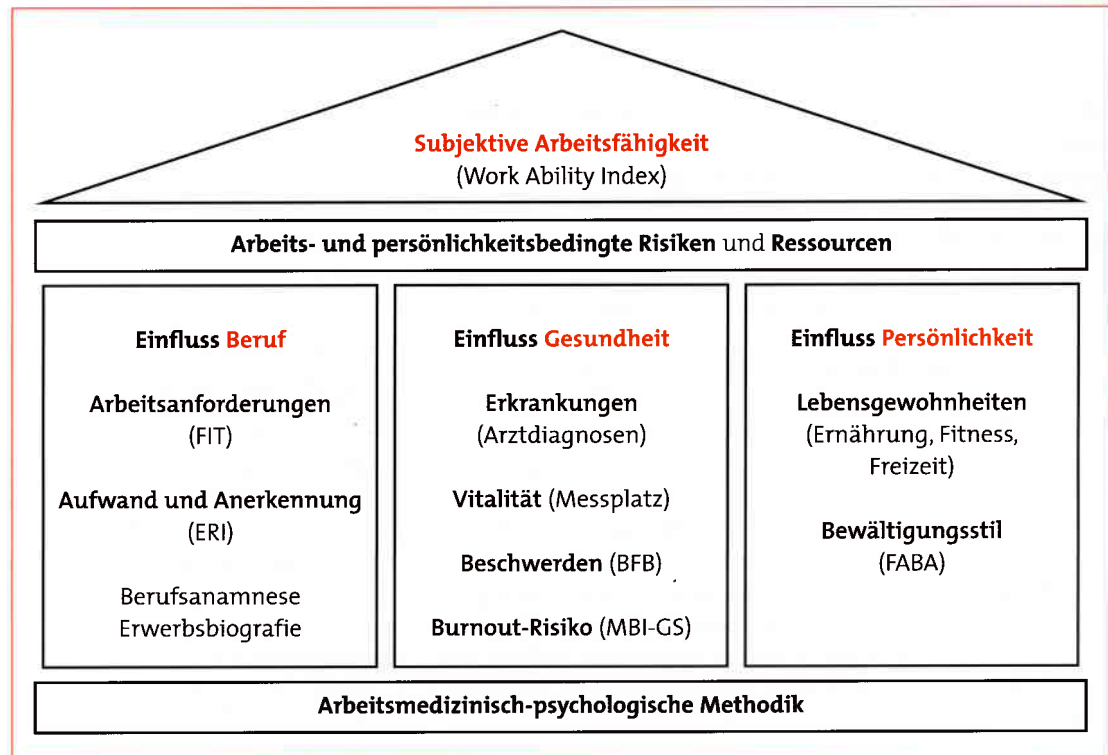 Subjektive Arbeitsfähigkeit
(Work Ability Index)
Arbeits- und persönlichkeitsbedingte Risiken und Ressourcen
Einfluss Beruf
Arbeitsanforderungen
(FIT)
Aufwand und Anerkennung
(ERI)
Berufsanamnese
Erwerbsbiografie
Einfluss Gesundheit
Erkrankungen
(Arztdiagnosen)
Vitalität (Messplatz)
Beschwerden (BFB)
Burnout-Risiko (MBI-GS)
Einfluss Persönlichkeit
Lebensgewohnheiten
(Ernährung, Fitness,
Freizeit)
Bewältigungsstil
(FABA)
Arbeitsmedizinisch-psychologische Methodik